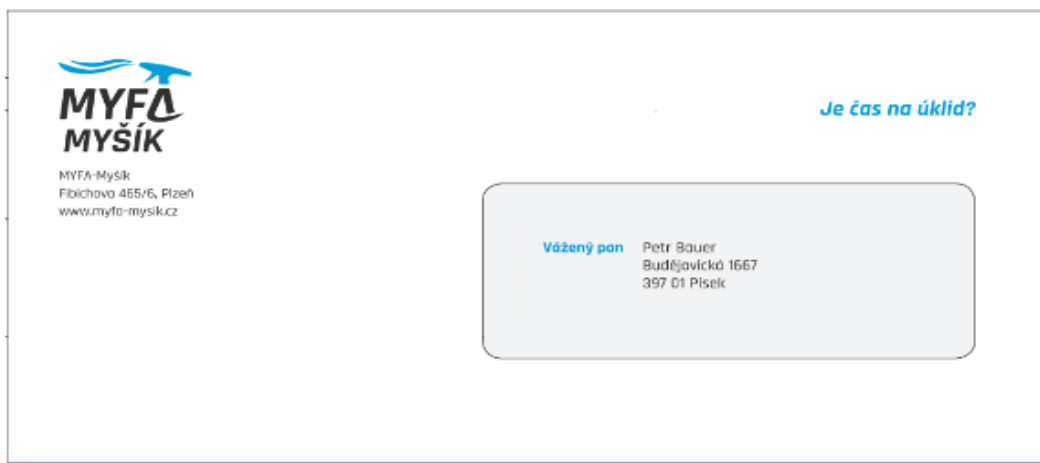 MYFA
MYŠÍK
MYFA-Myšík
Fibichova 465/6, Plzeň
www.myfa-mysik.cz
Je čas na úklid?
Vážený pan Petr Bauer
Budějovická 1667
397 01 Písek